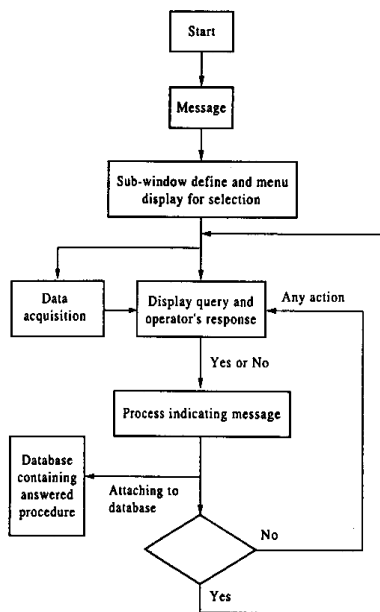 Start
Message
Sub-window define and menu
display for selection
Data
acquisition
Display query and
operator's response
Any action
Yes or No
Process indicating message
Database
containing
answered
procedure
Attaching to
database
No
Yes